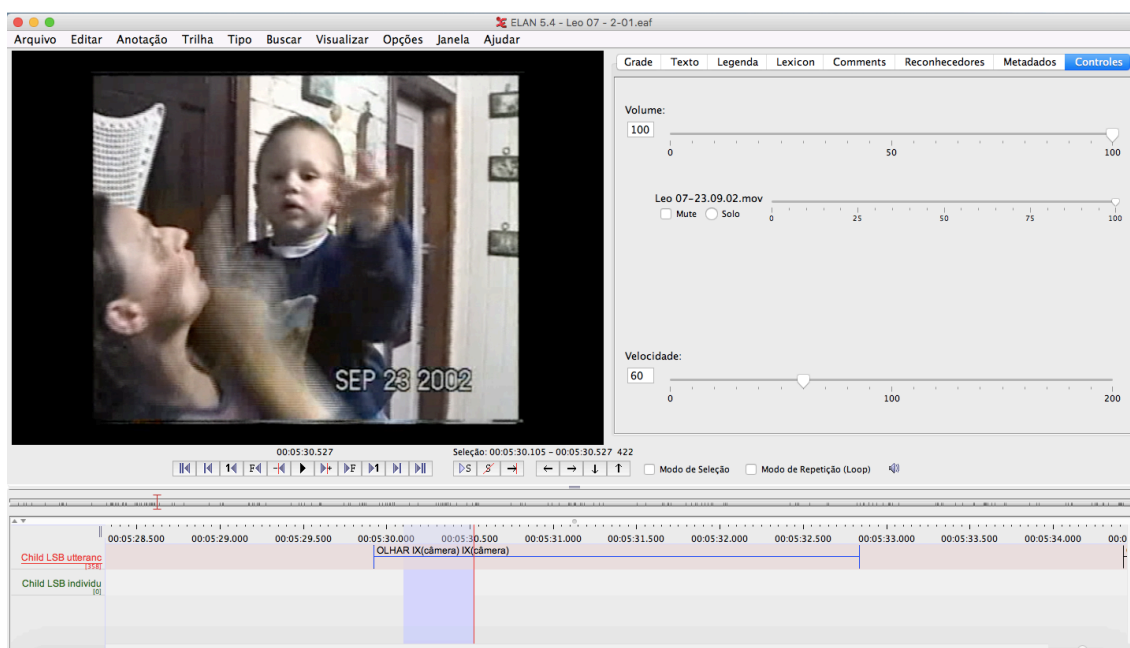 ELAN 5.4 - Leo 07 - 2-01.eaf
Arquivo Editar Anotação Trilha Tipo Buscar Visualizar Opções Janela Ajudar
Grade Texto Legenda Lexicon Comments Reconhecedores Metadados Controles
Volume:
100
0 50 100
Leo 07-23.09.02.mov
Mute Solo
0 25 50 75 100
SEP 23 2002
Velocidade:
60
0 100 200
00:05:30.527
Seleção: 00:05:30.105 - 00:05:30.527 422
Modo de Seleção Modo de Repetição (Loop)
00:05:28.500 00:05:29.000 00:05:29.500 00:05:30.000 00:05:30.500 00:05:31.000 00:05:31.500 00:05:32.000 00:05:32.500 00:05:33.000 00:05:33.500 00:05:34.000 00:0
OLHAR IX(câmera) IX(câmera)
Child LSB utteranc
[358]
Child LSB individu
[0]